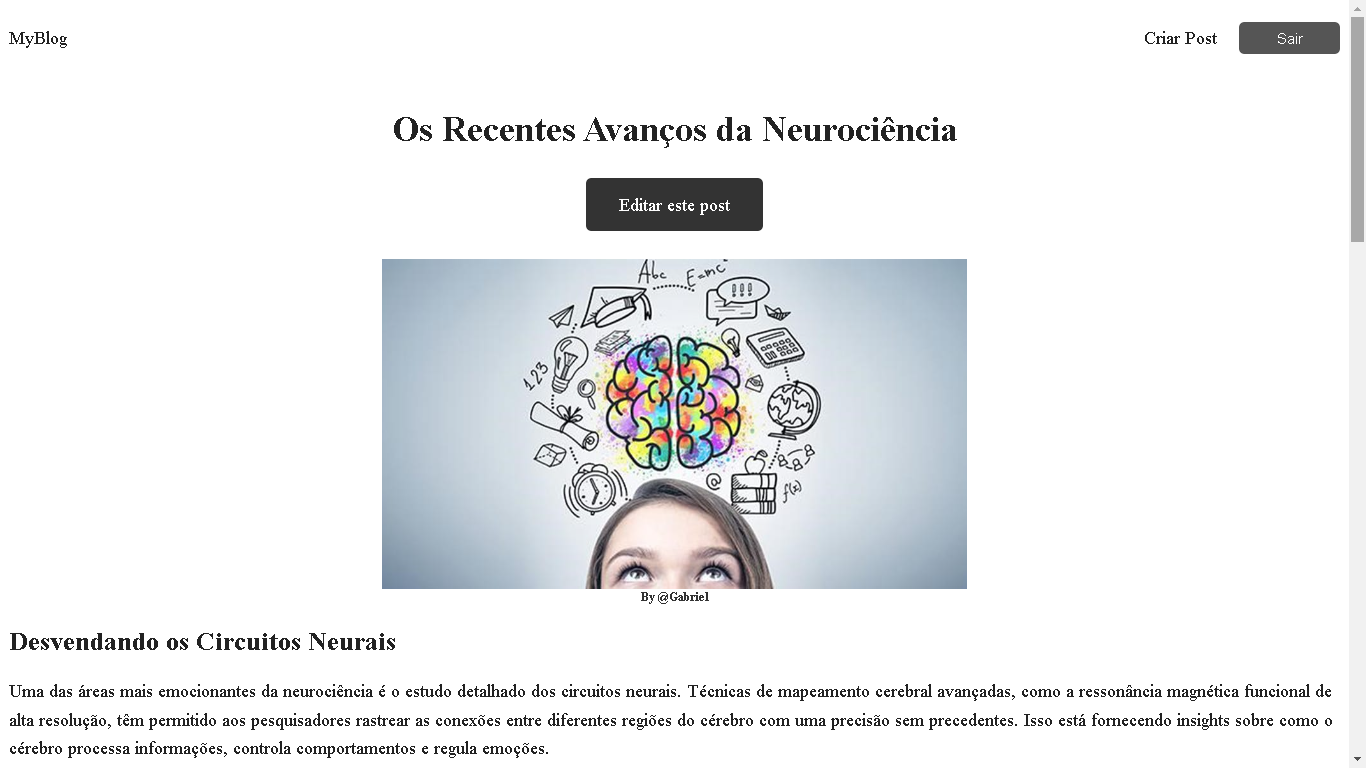 MyBlog
Criar Post
Sair
Os Recentes Avanços da Neurociência
Editar este post
Abc
E=mc²
!!!
123
@
f(x)
By @Gabriel
Desvendando os Circuitos Neurais
Uma das áreas mais emocionantes da neurociência é o estudo detalhado dos circuitos neurais. Técnicas de mapeamento cerebral avançadas, como a ressonância magnética funcional de
alta resolução, têm permitido aos pesquisadores rastrear as conexões entre diferentes regiões do cérebro com uma precisão sem precedentes. Isso está fornecendo insights sobre como o
cérebro processa informações, controla comportamentos e regula emoções.